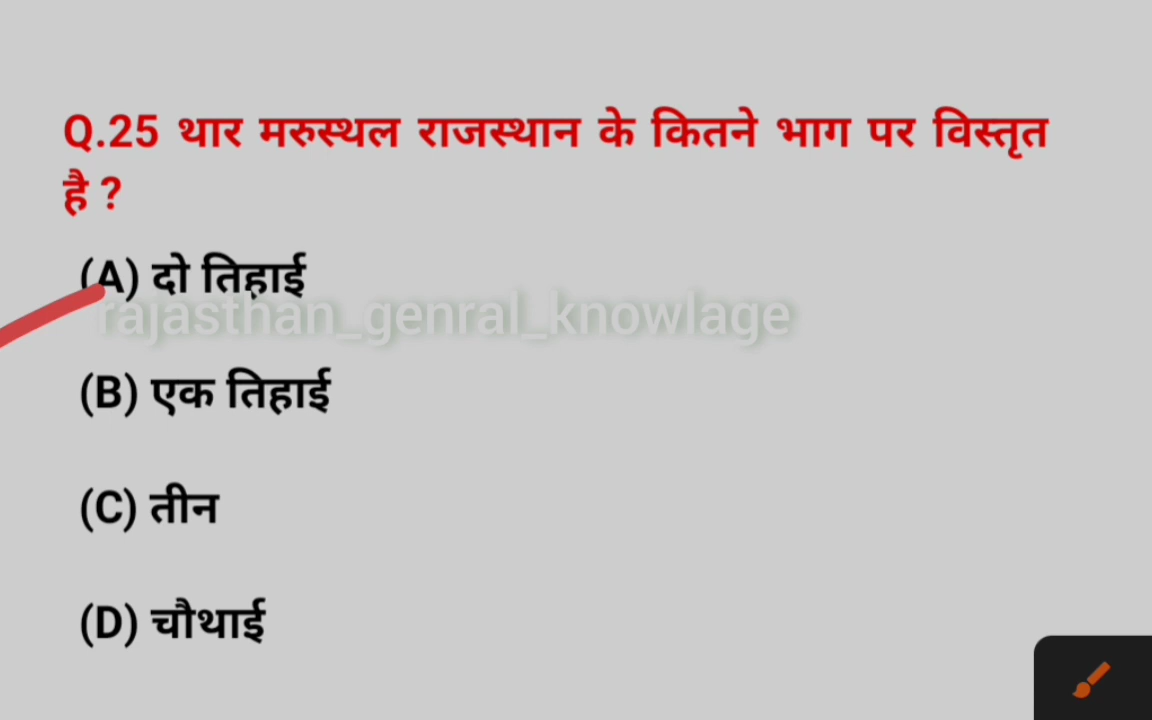 Q.25 थार मरुस्थल राजस्थान के कितने भाग पर विस्तृत
है ?
(A) दो तिहाई
rajasthan_genral_knowlage
(B) एक तिहाई
(C) तीन
(D) चौथाई